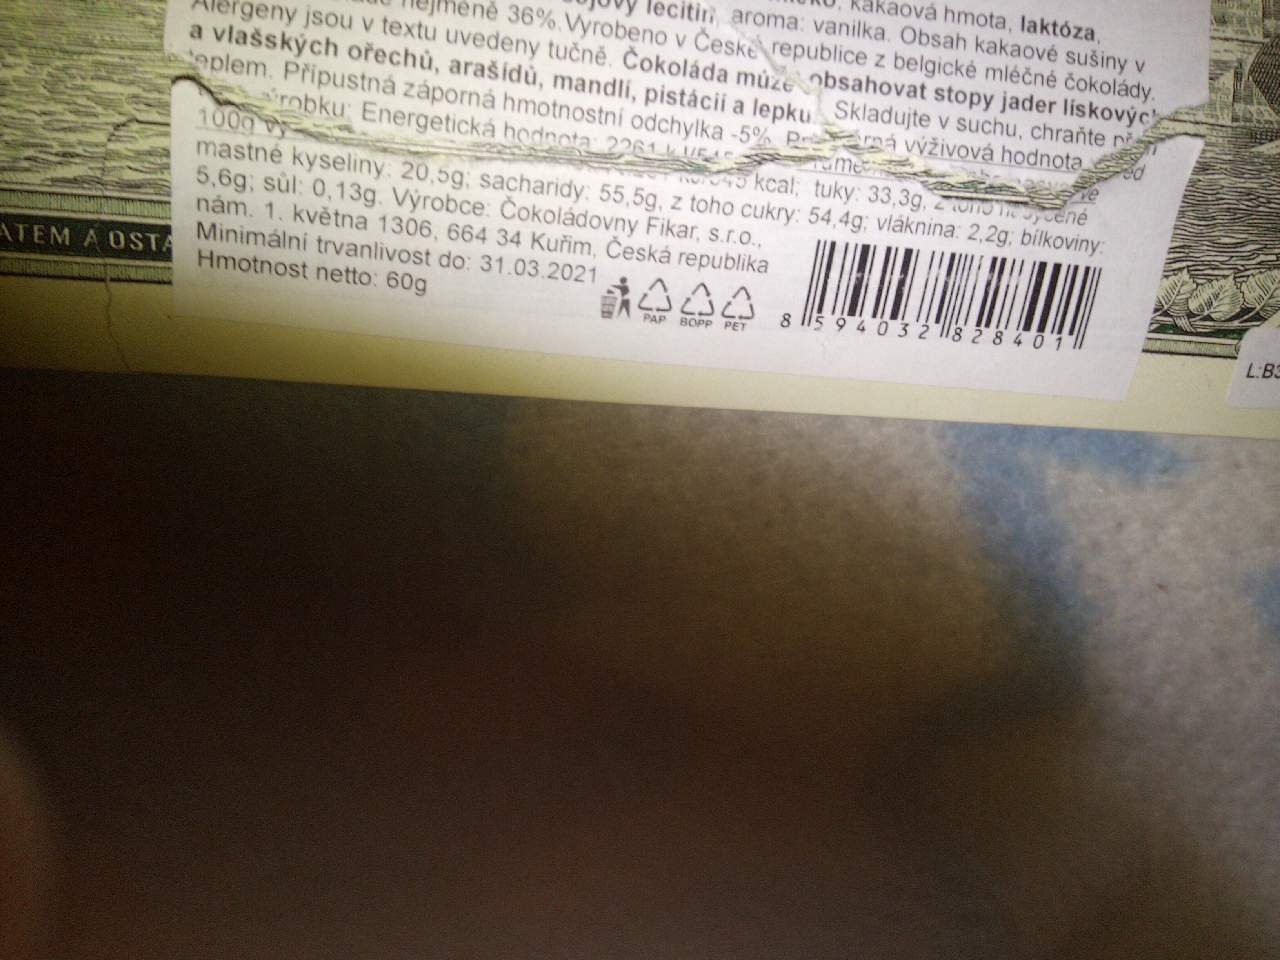 kakaová hmota, laktóza,
lecitin, aroma: vanilka. Obsah kakaové sušiny v
nejméně 36%. Vyrobeno v České republice z belgické mléčné čokolády.
Alergeny jsou v textu uvedeny tučně. Čokoláda může obsahovat stopy jader lískových
a vlašských ořechů, arašídů, mandlí, pistácií a lepku. Skladujte v suchu, chraňte
Přípustná záporná hmotnostní odchylka -5%. výživová hodnota
100g Energetická hodnota: kcal; tuky: 33,3g,
mastné kyseliny: 20,5g; sacharidy: 55,5g, z toho cukry: 54,4g; vláknina: 2,2g; bílkoviny:
5,6g; sůl: 0,13g. Výrobce: Čokoládovny Fikar, s.r.o.,
nám. 1. května 1306, 664 34 Kuřim, Česká republika
Minimální trvanlivost do: 31.03.2021
Hmotnost netto: 60g
PAP BOPP PET
8 594032 828401
A OSTA